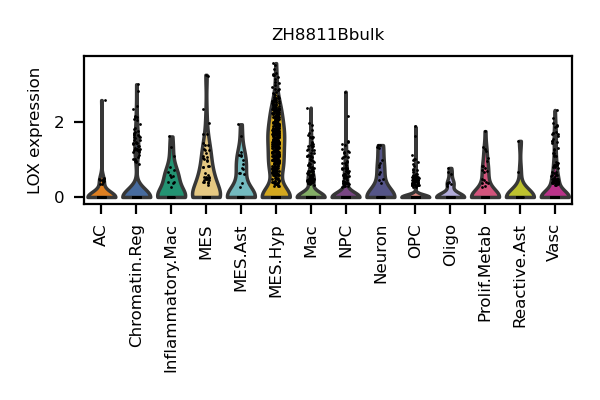 ZH8811Bbulk
LOX expression
2
0
AC
Chromatin.Reg
Inflammatory.Mac
MES
MES.Ast
MES.Hyp
Mac
NPC
Neuron
OPC
Oligo
Prolif.Metab
Reactive.Ast
Vasc